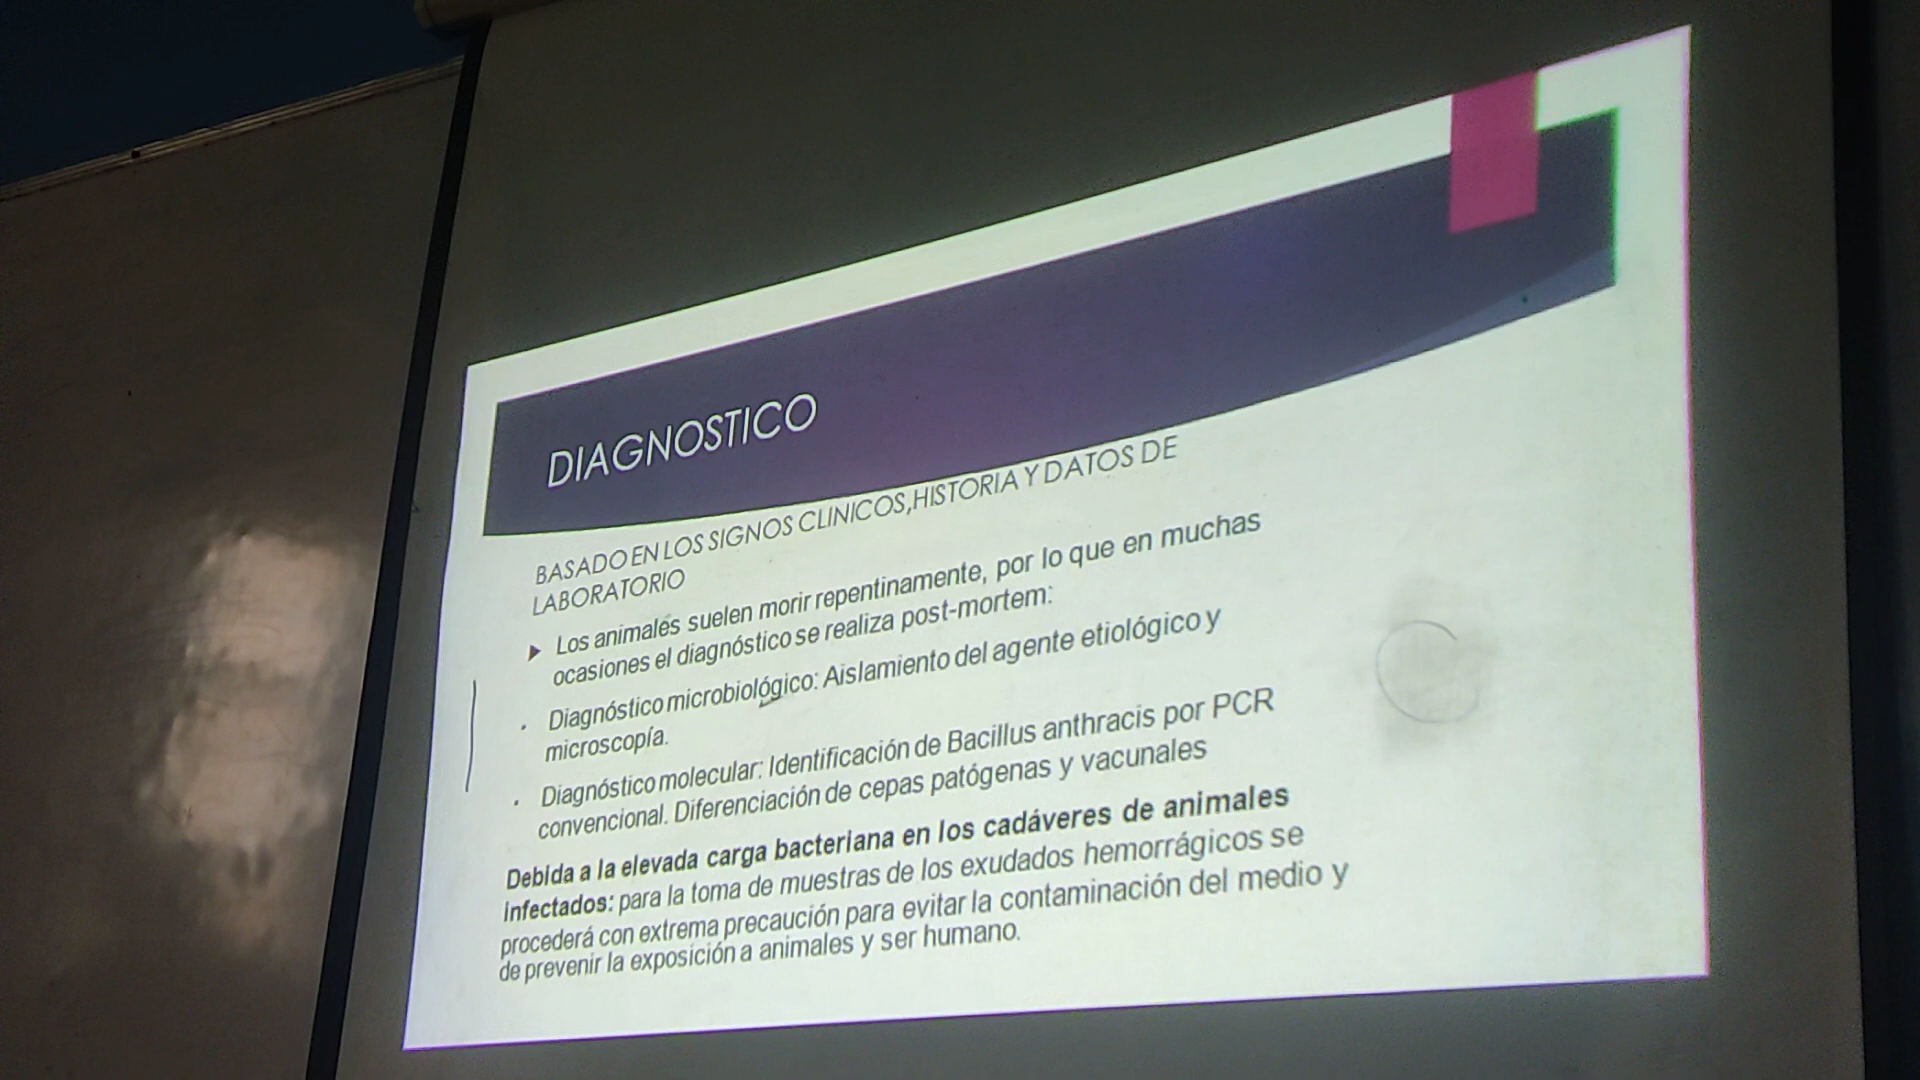 DIAGNOSTICO
BASADO EN LOS SIGNOS CLÍNICOS,HISTORIA Y DATOS DE
LABORATORIO
Los animales suelen morir repentinamente, por lo que en muchas
ocasiones el diagnóstico se realiza post-mortem:
Diagnóstico microbiológico: Aislamiento del agente etiológico y
microscopía.
Diagnóstico molecular: Identificación de Bacillus anthracis por PCR
convencional. Diferenciación de cepas patógenas y vacunales
Debida a la elevada carga bacteriana en los cadáveres de animales
infectados: para la toma de muestras de los exudados hemorrágicos se
procederá con extrema precaución para evitar la contaminación del medio y
de prevenir la exposición a animales y ser humano.